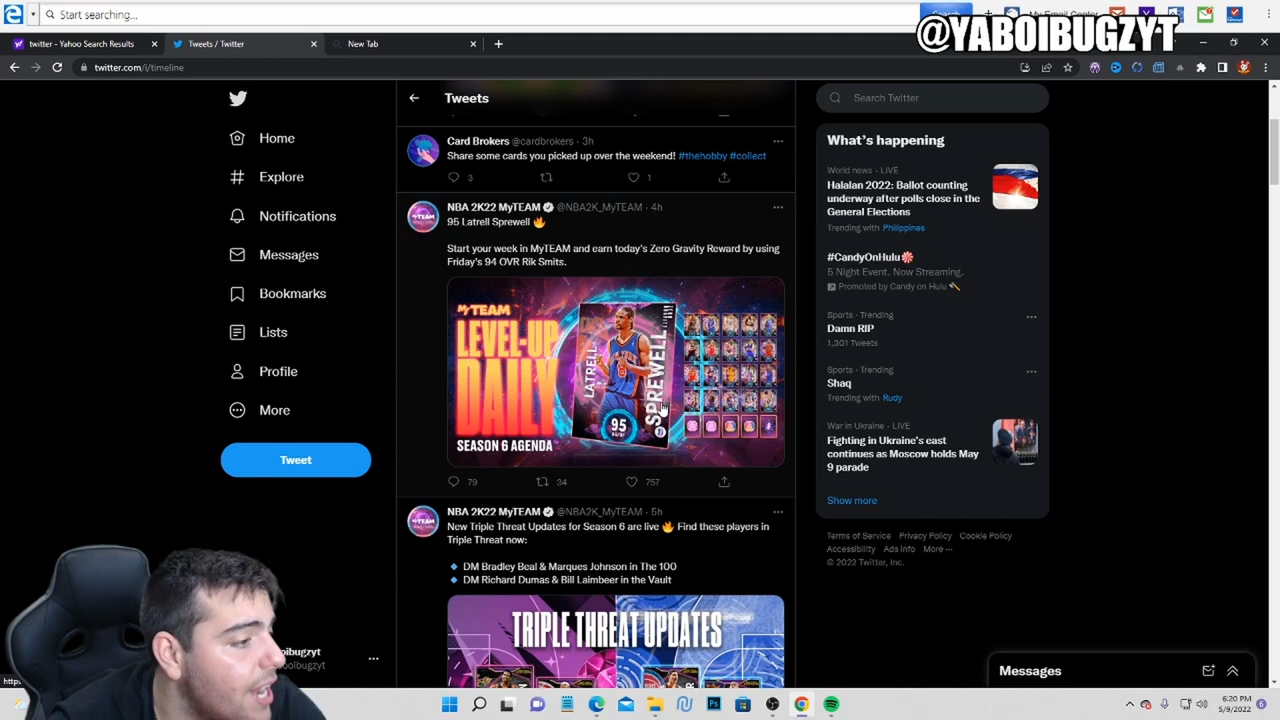 Start searching...
Search
My Email Center
@YABOIBUGZYT
twitter - Yahoo Search Results
Tweets / Twitter
New Tab
twitter.com/i/timeline
Home
Explore
Notifications
Messages
Bookmarks
Lists
Profile
More
Tweet
Tweets
Card Brokers @cardbrokers · 3h
Share some cards you picked up over the weekend! #thehobby #collect
3
1
NBA 2K22 MyTEAM @NBA2K_MyTEAM · 4h
95 Latrell Sprewell 🔥
Start your week in MyTEAM and earn today's Zero Gravity Reward by using
Friday's 94 OVR Rik Smits.
MyTEAM
LEVEL-UP
DAILY
SEASON 6 AGENDA
LATRELL
SPREWELL
95
79
34
757
NBA 2K22 MyTEAM @NBA2K_MyTEAM · 5h
New Triple Threat Updates for Season 6 are live 🔥 Find these players in
Triple Threat now:
🔹 DM Bradley Beal & Marques Johnson in The 100
🔹 DM Richard Dumas & Bill Laimbeer in the Vault
TRIPLE THREAT UPDATES
Search Twitter
What's happening
World news · LIVE
Halalan 2022: Ballot counting
underway after polls close in the
General Elections
Trending with Philippines
#CandyOnHulu
5 Night Event. Now Streaming.
Promoted by Candy on Hulu
Sports · Trending
Damn RIP
1,301 Tweets
Sports · Trending
Shaq
Trending with Rudy
War in Ukraine · LIVE
Fighting in Ukraine's east
continues as Moscow holds May
9 parade
Show more
Terms of Service Privacy Policy Cookie Policy
Accessibility Ads info More ···
© 2022 Twitter, Inc.
Messages
6:20 PM
5/9/2022